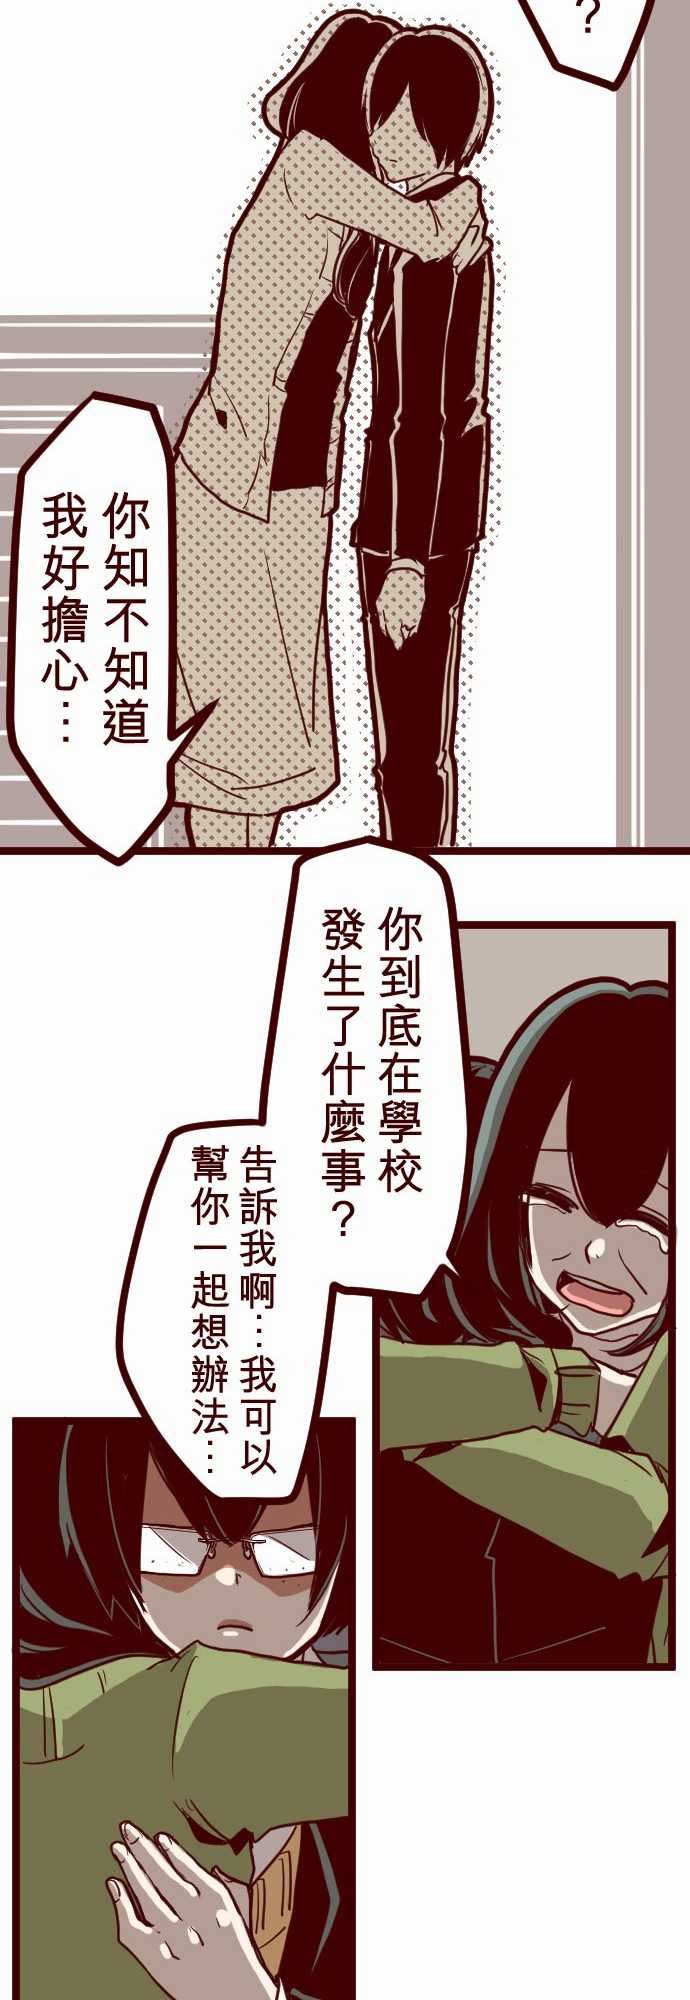 ？
你知不知道
我好擔心…
你到底在學校
發生了什麼事？
告訴我啊…我可以
幫你一起想辦法…